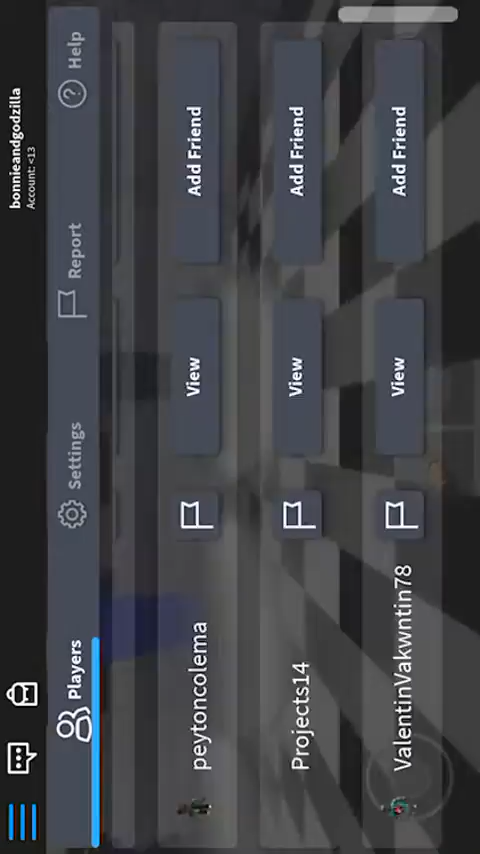 bonnieandgodzilla
Account: <13
Players
Settings
Report
Help
peytoncolema
View
Add Friend
Projects14
View
Add Friend
ValentinVakwntin78
View
Add Friend